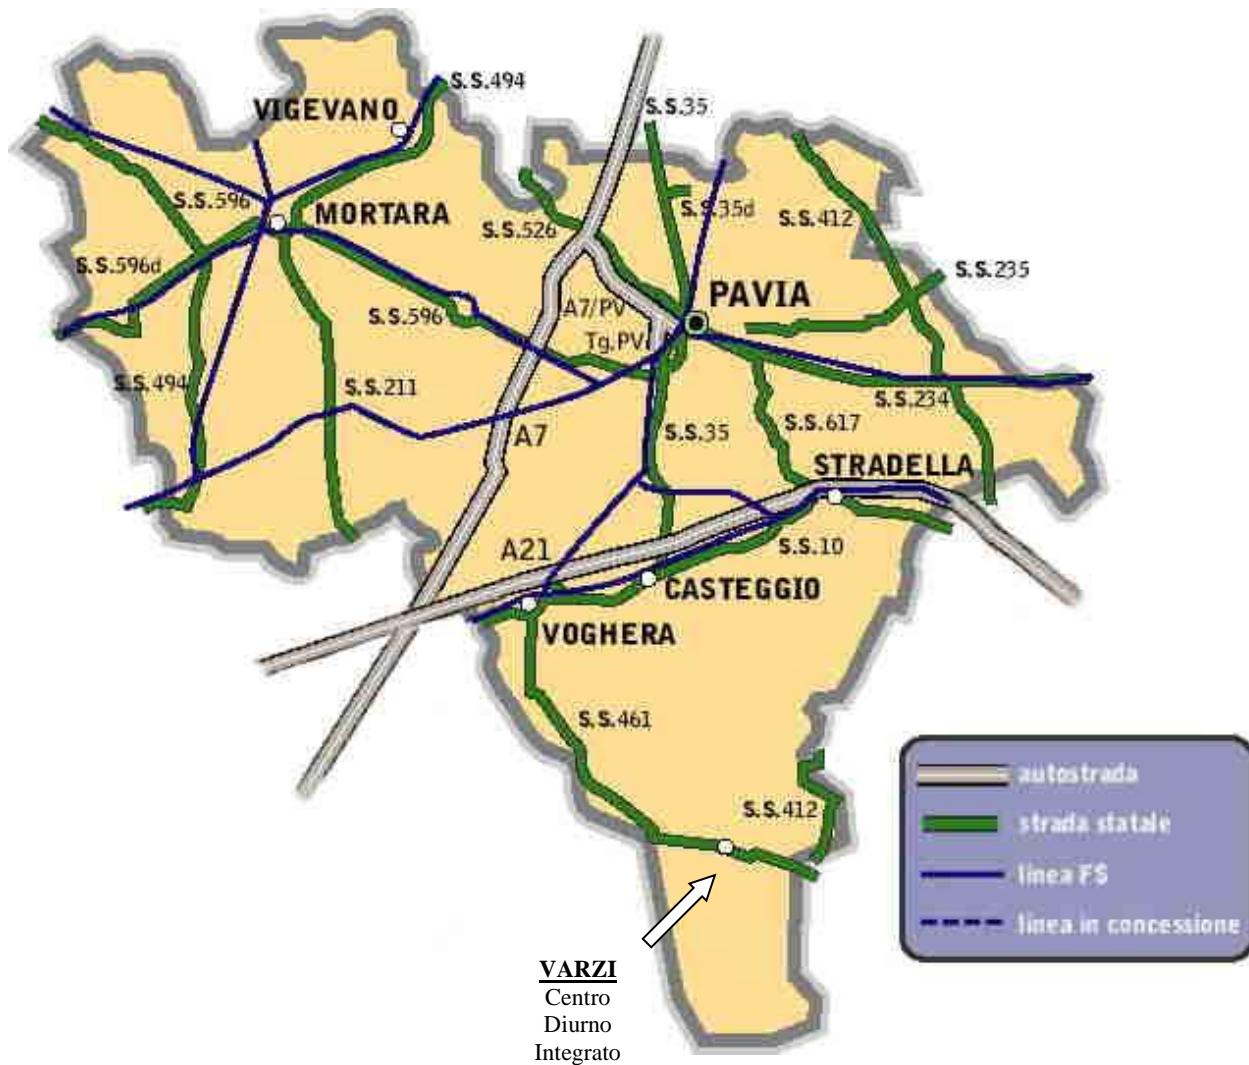 S.S.494
VIGEVANO
S.S.35
S.S.596
MORTARA
S.S.35d
S.S.412
S.S.526
S.S.596d
S.S.235
PAVIA
A7/PV
S.S.596
Tg.PV
S.S.494
S.S.211
S.S.234
S.S.617
S.S.35
A7
STRADELLA
A21
S.S.10
CASTEGGIO
VOGHERA
S.S.461
autostrada
S.S.412
strada statale
linea FS
linea in concessione
VARZI
Centro
Diurno
Integrato